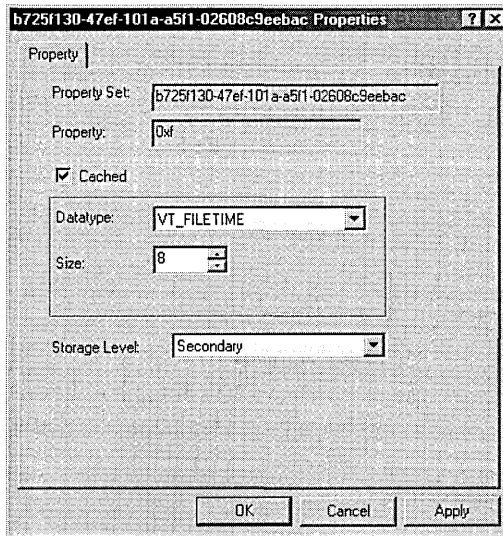 b725f130-47ef-101a-a5f1-02608c9eebac Properties
Property
Property Set: b725f130-47ef-101a-a5f1-02608c9eebac
Property: 0xf
Cached
Datatype: VT_FILETIME
Size: 8
Storage Level: Secondary
OK Cancel Apply